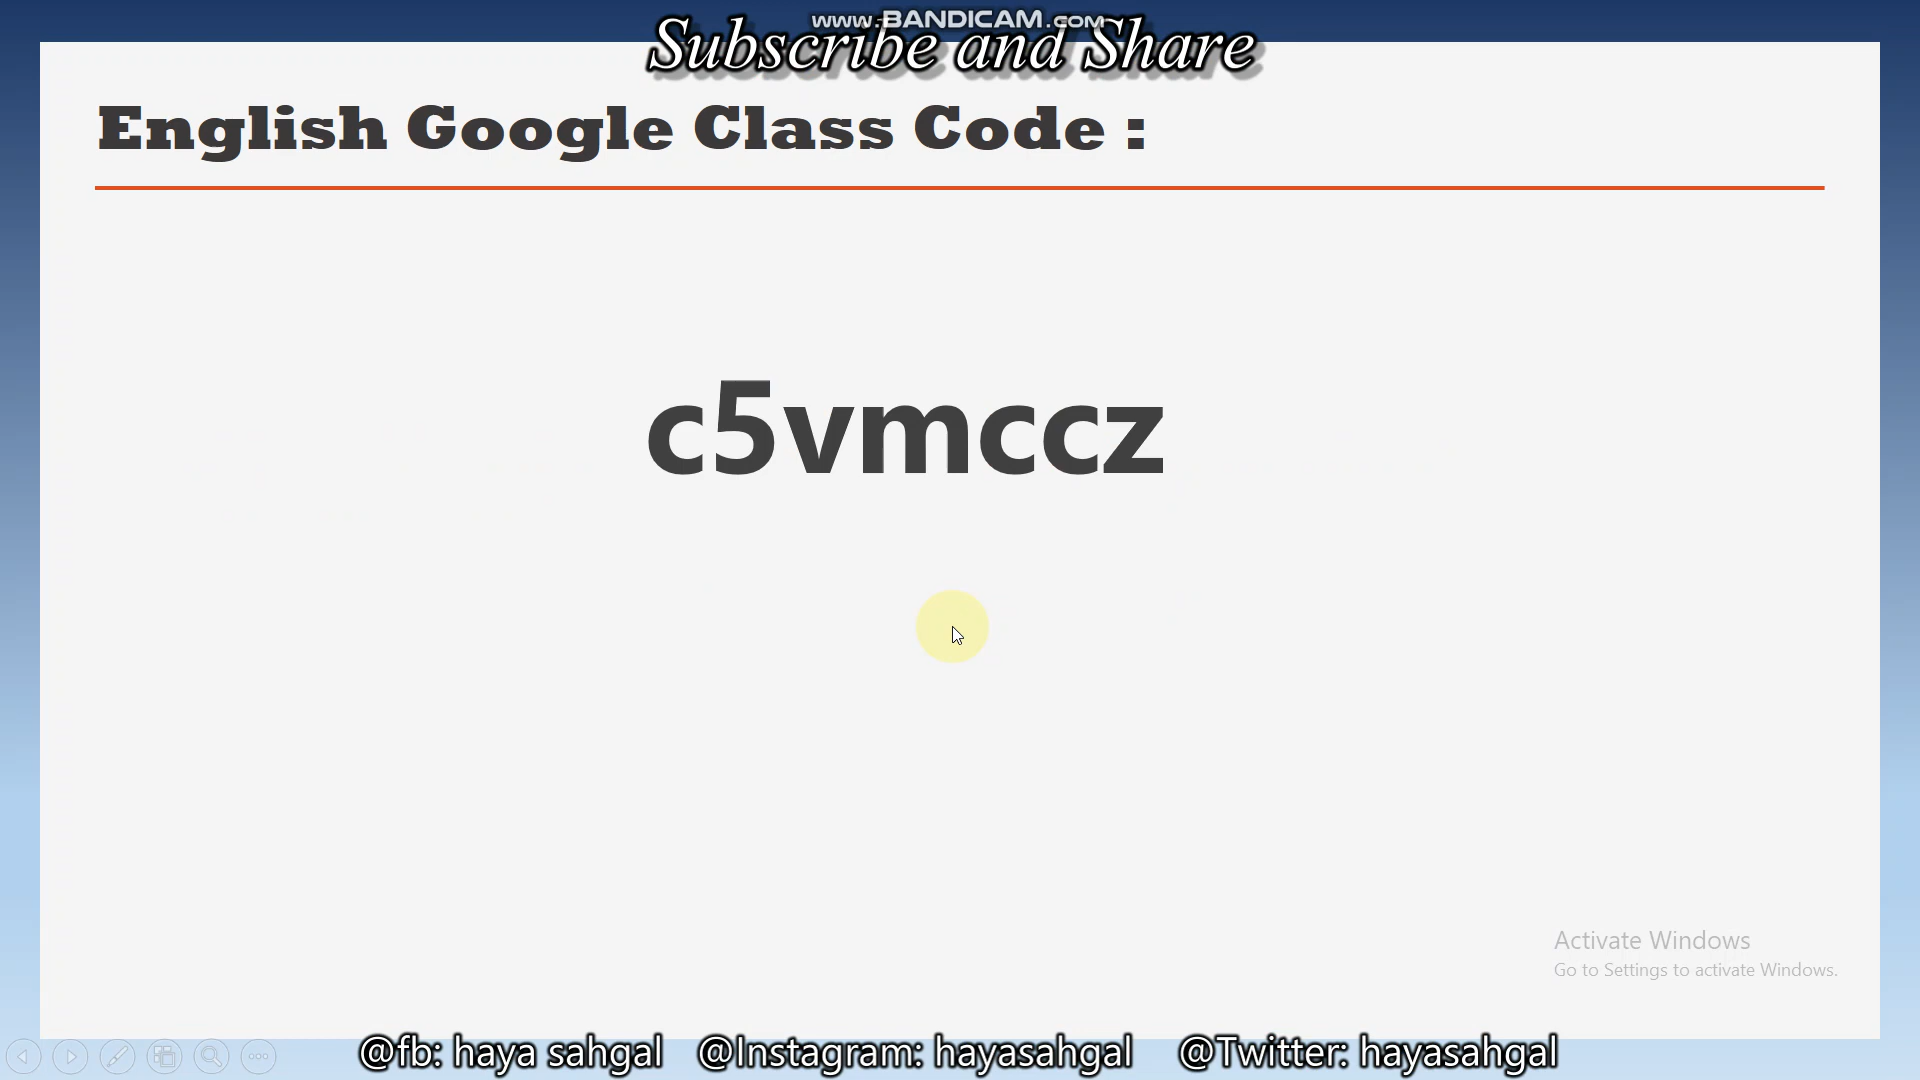 www.BANDICAM.com
Subscribe and Share
English Google Class Code :
c5vmccz
Activate Windows
Go to Settings to activate Windows.
@fb: haya sahgal @Instagram: hayasahgal @Twitter: hayasahgal